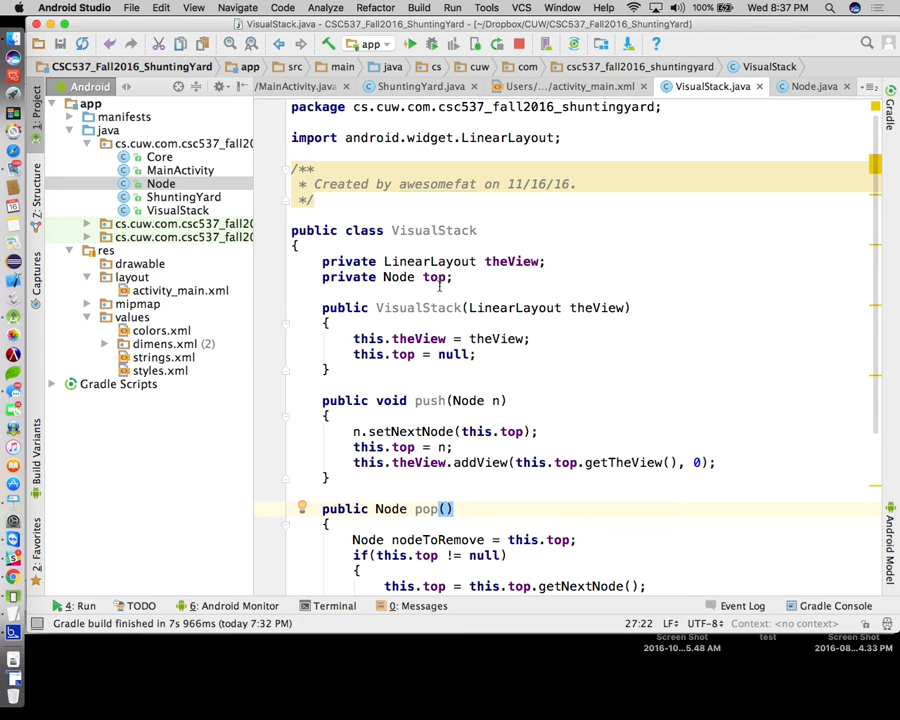 Android Studio File Edit View Navigate Code Analyze Refactor Build Run Tools VCS Window Help 100% Wed 8:37 PM
VisualStack.java - CSC537_Fall2016_ShuntingYard - [~/Dropbox/CUW/CSC537_Fall2016_ShuntingYard]
app
CSC537_Fall2016_ShuntingYard app src main java cs cuw com csc537_fall2016_shuntingyard VisualStack
Android /MainActivity.java ShuntingYard.java Users/.../activity_main.xml VisualStack.java Node.java
1: Project
Z: Structure
Captures
Build Variants
2: Favorites
app
manifests
java
cs.cuw.com.csc537_fall20
Core
MainActivity
Node
ShuntingYard
VisualStack
cs.cuw.com.csc537_fall20
cs.cuw.com.csc537_fall20
res
drawable
layout
activity_main.xml
mipmap
values
colors.xml
dimens.xml (2)
strings.xml
styles.xml
Gradle Scripts
package cs.cuw.com.csc537_fall2016_shuntingyard;
import android.widget.LinearLayout;
/**
* Created by awesomefat on 11/16/16.
*/
public class VisualStack
{
private LinearLayout theView;
private Node top;
public VisualStack(LinearLayout theView)
{
this.theView = theView;
this.top = null;
}
public void push(Node n)
{
n.setNextNode(this.top);
this.top = n;
this.theView.addView(this.top.getTheView(), 0);
}
public Node pop()
{
Node nodeToRemove = this.top;
if(this.top != null)
{
this.top = this.top.getNextNode();
Gradle
Android Model
4: Run TODO 6: Android Monitor Terminal 0: Messages Event Log Gradle Console
Gradle build finished in 7s 966ms (today 7:32 PM) 27:22 LF÷ UTF-8÷ Context: <no context>
Screen Shot
2016-10...5.48 AM
test
Screen Shot
2016-08...4.33 PM